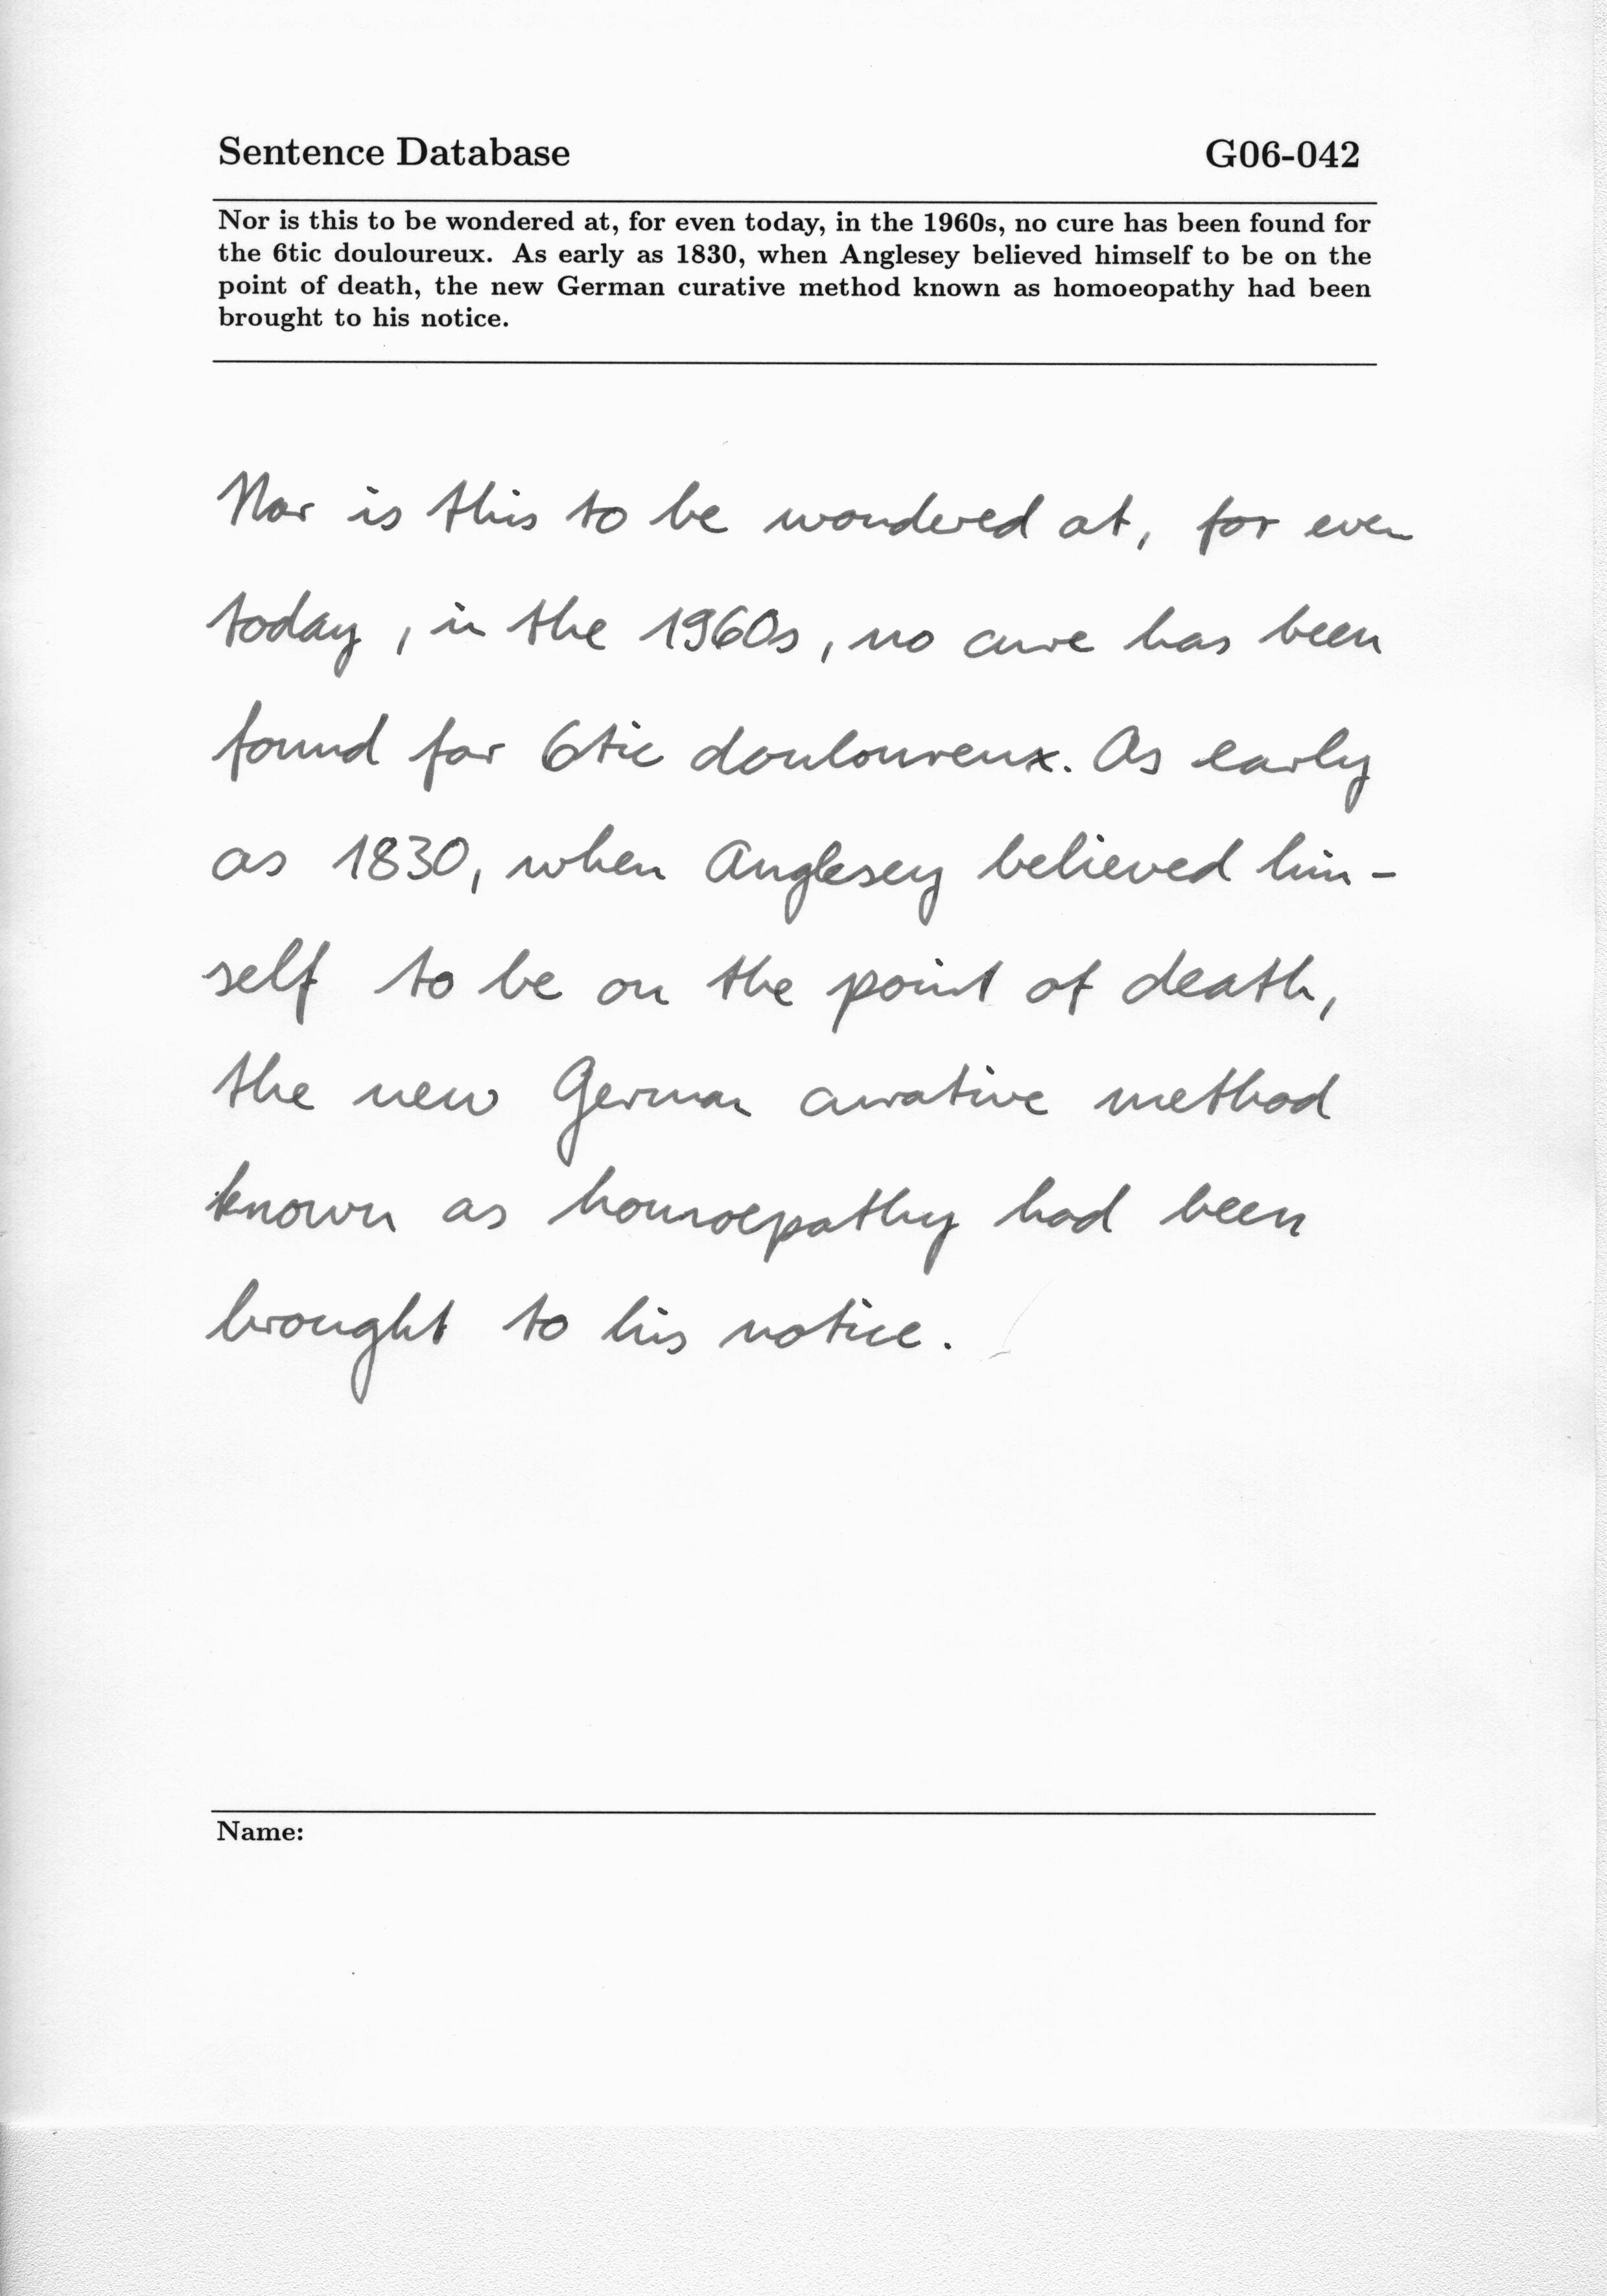 Sentence Database G06-042
Nor is this to be wondered at, for even today, in the 1960s, no cure has been found for
the 6tic douloureux. As early as 1830, when Anglesey believed himself to be on the
point of death, the new German curative method known as homoeopathy had been
brought to his notice.
Nor is this to be wondered at, for even
today, in the 1960s, no cure has been
found for 6tic douloureux. As early
as 1830, when Anglesey believed him-
self to be on the point of death,
the new German curative method
known as homoepathy had been
brought to his notice.
Name: